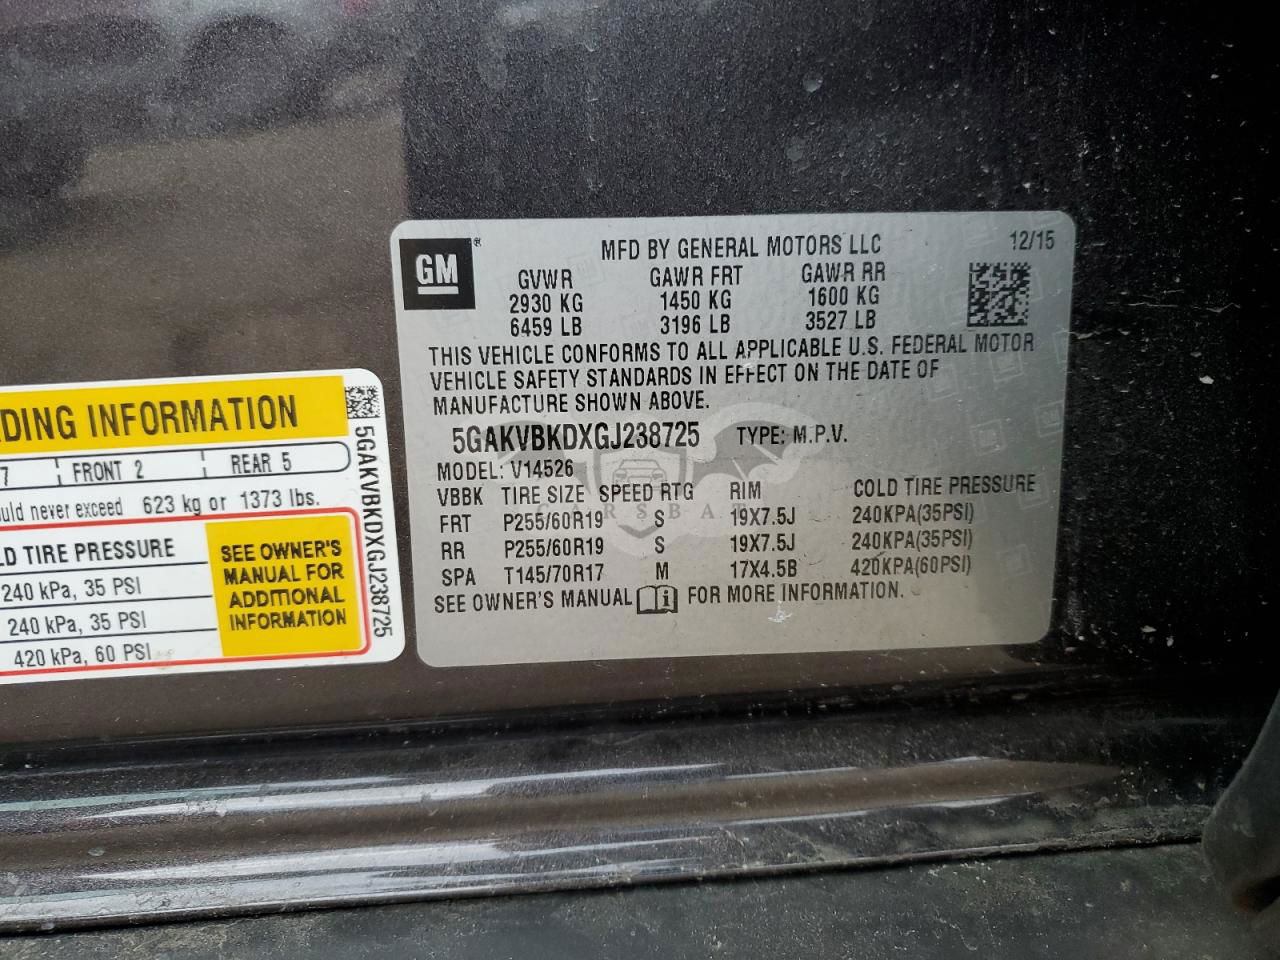 GM
MFD BY GENERAL MOTORS LLC
12/15
GVWR GAWR FRT GAWR RR
2930 KG 1450 KG 1600 KG
6459 LB 3196 LB 3527 LB
THIS VEHICLE CONFORMS TO ALL APPLICABLE U.S. FEDERAL MOTOR
VEHICLE SAFETY STANDARDS IN EFFECT ON THE DATE OF
MANUFACTURE SHOWN ABOVE.
5GAKVBKDXGJ238725 TYPE: M.P.V.
MODEL: V14526
VBBK TIRE SIZE SPEED RTG RIM COLD TIRE PRESSURE
FRT P255/60R19 S 19X7.5J 240KPA(35PSI)
RR P255/60R19 S 19X7.5J 240KPA(35PSI)
SPA T145/70R17 M 17X4.5B 420KPA(60PSI)
SEE OWNER'S MANUAL FOR MORE INFORMATION.
CARSBAT
DING INFORMATION
7 FRONT 2 REAR 5
uld never exceed 623 kg or 1373 lbs.
LD TIRE PRESSURE
240 kPa, 35 PSI
240 kPa, 35 PSI
420 kPa, 60 PSI
SEE OWNER'S
MANUAL FOR
ADDITIONAL
INFORMATION
5GAKVBKDXGJ238725